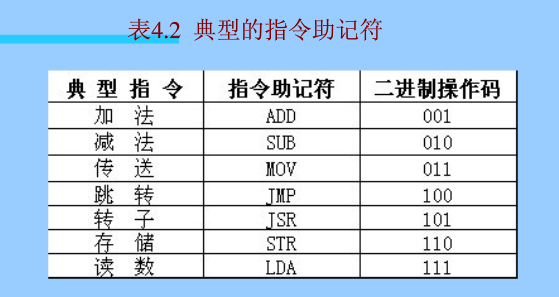 表4.2 典型的指令助记符
典 型 指 令 指令助记符 二进制操作码
加 法 ADD 001
减 法 SUB 010
传 送 MOV 011
跳 转 JMP 100
转 子 JSR 101
存 储 STR 110
读 数 LDA 111